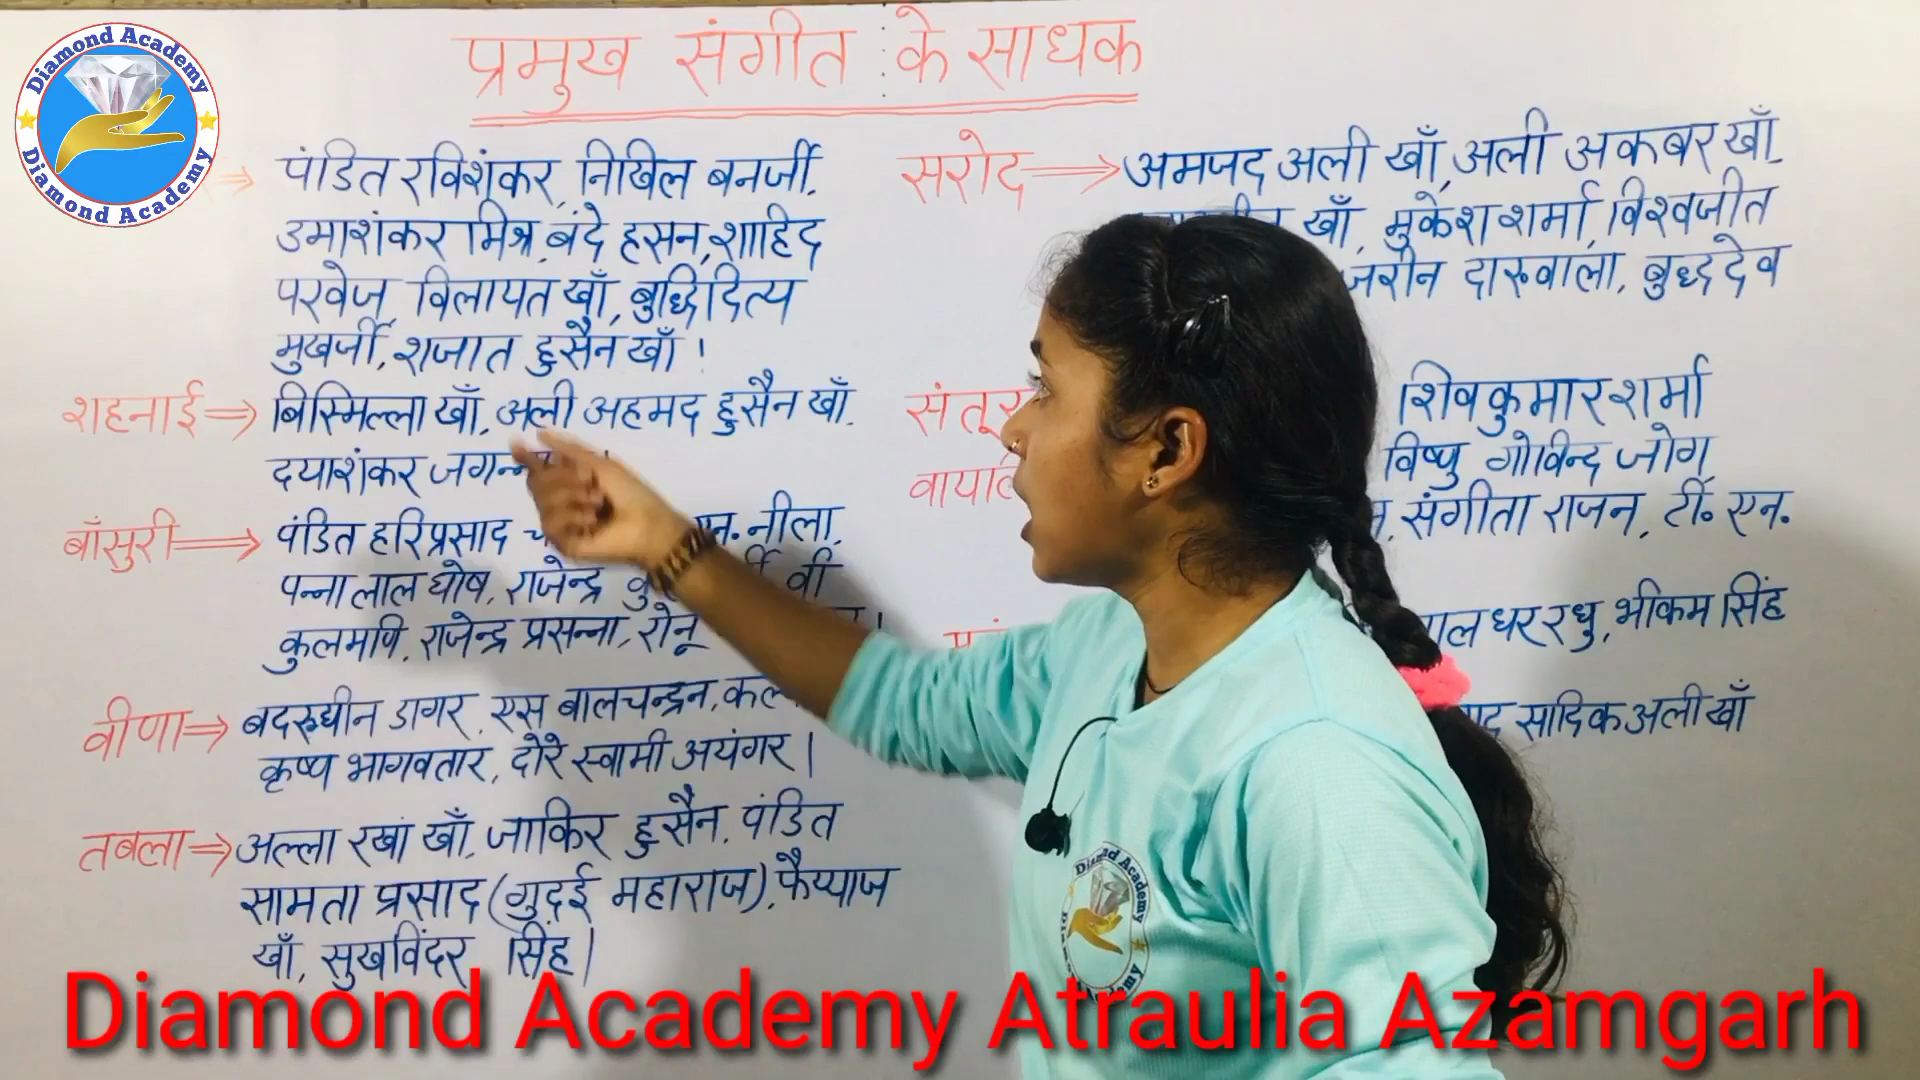 Diamond Academy
Diamond Academy
प्रमुख संगीत के साधक
पंडित रविशंकर, निखिल बनर्जी,
उमाशंकर मिश्र, बंदे हसन, शाहिद
परवेज, विलायत खाँ, बुद्धिदित्य
मुखर्जी, शजात हुसैन खाँ ।
शहनाई ⇒ बिस्मिल्ला खाँ, अली अहमद हुसैन खाँ,
दयाशंकर
बाँसुरी ⇒ पंडित हरिप्रसाद एन. नीला,
पन्ना लाल घोष, राजेन्द्र वी
कुलमणि, राजेन्द्र प्रसन्ना, रोनू
वीणा ⇒ बदरुद्दीन डागर, एस बालचन्द्रन,
कृष्ण भागवतार, दोरे स्वामी अयंगर ।
तबला ⇒ अल्ला रखा खाँ, जाकिर हुसैन, पंडित
सामता प्रसाद (गुदई महाराज), फैय्याज
खाँ, सुखविंदर सिंह ।
सरोद ⇒ अमजद अली खाँ, अली अकबर खाँ,
खाँ, मुकेश शर्मा, विश्वजीत
जरीन दारुवाला, बुद्धदेव
संतूर शिवकुमार शर्मा
विष्णु गोविन्द जोग,
संगीता राजन, टी॰ एन॰
धर रधु, भीकम सिंह
सादिक अली खाँ
Diamond Academy
Diamond Academy Atraulia Azamgarh